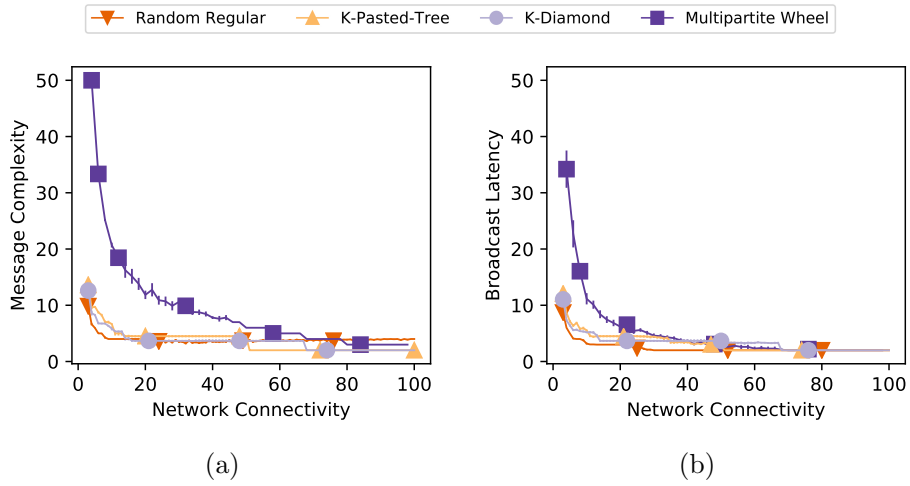 Random Regular K-Pasted-Tree K-Diamond Multipartite Wheel
Message Complexity
50
40
30
20
10
0
0 20 40 60 80 100
Network Connectivity
(a)
Broadcast Latency
50
40
30
20
10
0
0 20 40 60 80 100
Network Connectivity
(b)